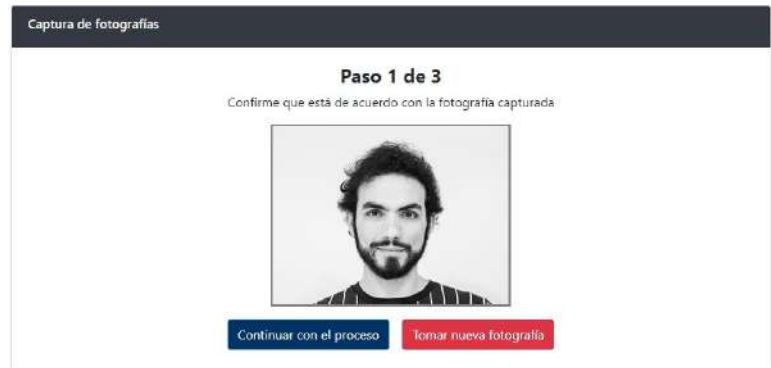 Captura de fotografías
Paso 1 de 3
Confirme que está de acuerdo con la fotografía capturada
Continuar con el proceso
Tomar nueva fotografía